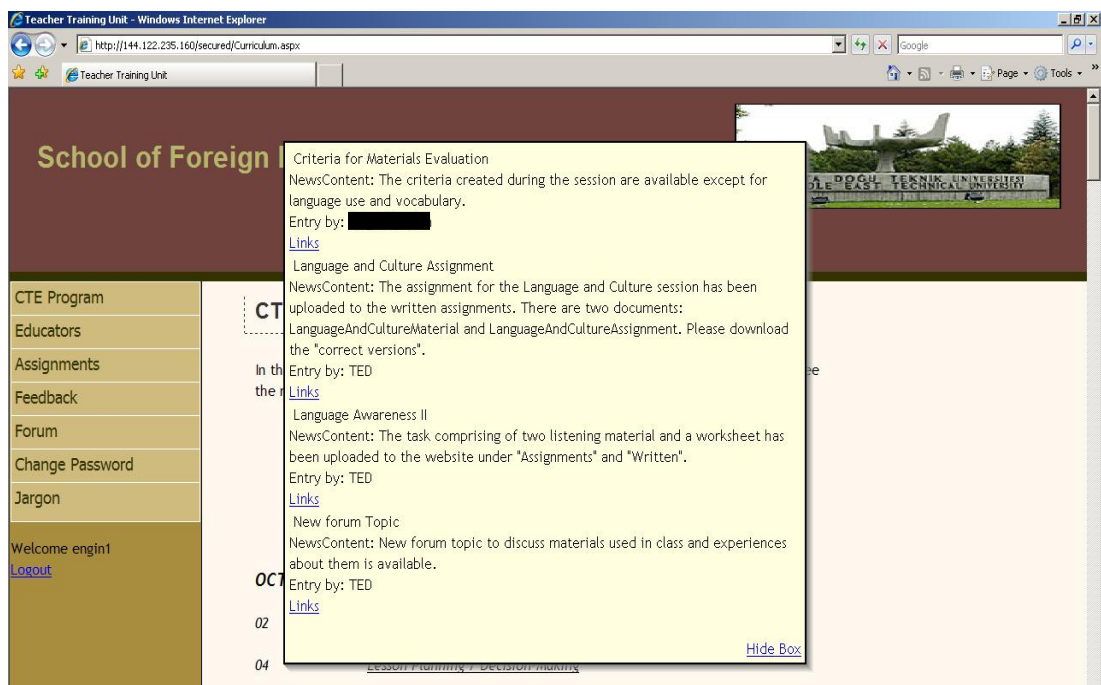 Teacher Training Unit - Windows Internet Explorer
http://144.122.235.160/secured/Curriculum.aspx
Google
Teacher Training Unit
Page
Tools
School of Foreign
DOĞU TEKNİK ÜNİVERSİTESİ
EAST TECHNICAL UNIVERSITY
CTE Program
Educators
Assignments
Feedback
Forum
Change Password
Jargon
Welcome engin1
Logout
CT
In th
the r
ee
OCT
02
04
Lesson Planning / Decision-Making
Criteria for Materials Evaluation
NewsContent: The criteria created during the session are available except for
language use and vocabulary.
Entry by:
Links
Language and Culture Assignment
NewsContent: The assignment for the Language and Culture session has been
uploaded to the written assignments. There are two documents:
LanguageAndCultureMaterial and LanguageAndCultureAssignment. Please download
the "correct versions".
Entry by: TED
Links
Language Awareness II
NewsContent: The task comprising of two listening material and a worksheet has
been uploaded to the website under "Assignments" and "Written".
Entry by: TED
Links
New forum Topic
NewsContent: New forum topic to discuss materials used in class and experiences
about them is available.
Entry by: TED
Links
Hide Box